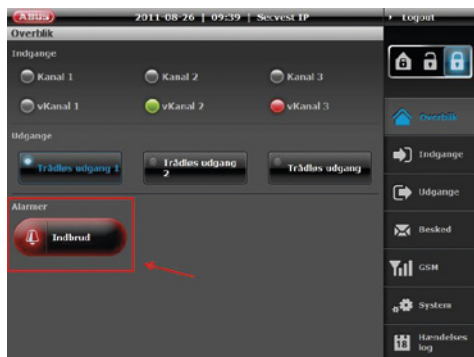 ABUS 2011-08-26 | 09:39 | Secvest IP Logout
Overblik
Indgange
Kanal 1 Kanal 2 Kanal 3
vKanal 1 vKanal 2 vKanal 3
Udgange
Trådløs udgang 1
Trådløs udgang
2
Trådløs udgang
Alarmer
Indbrud
Overblik
Indgange
Udgange
Besked
GSM
System
18
Hændelses
log